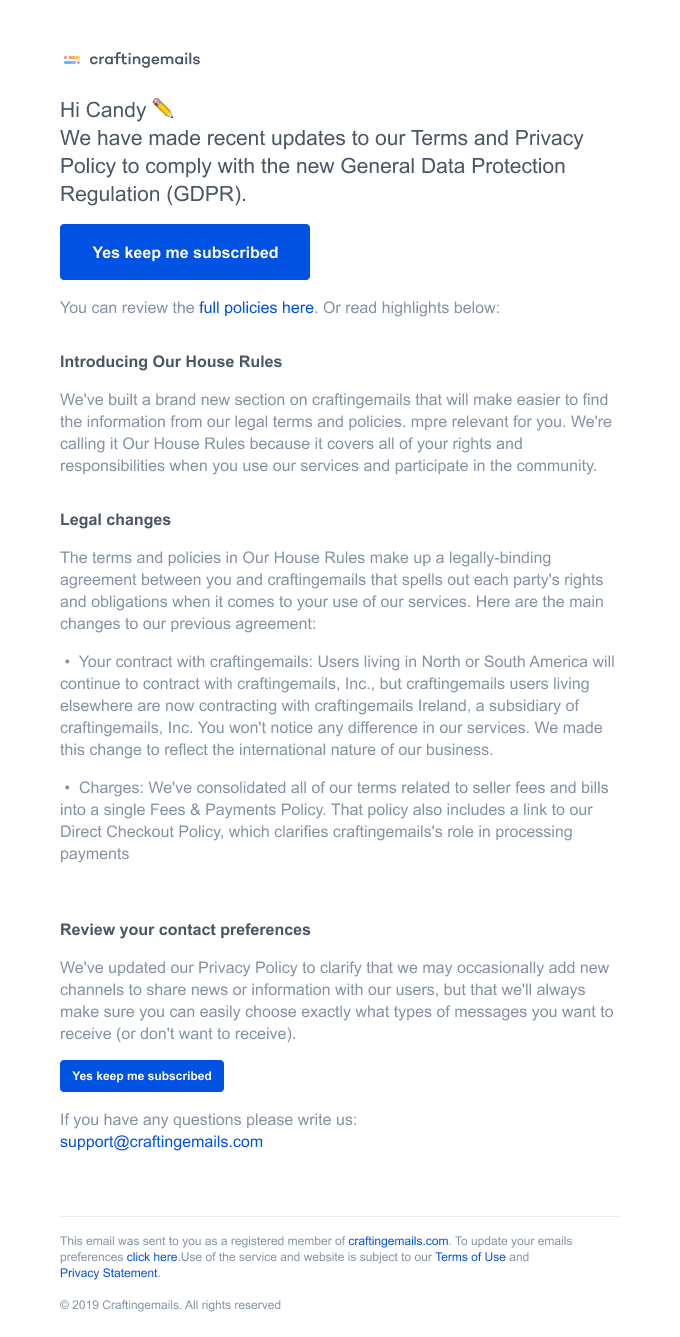 craftingemails
Hi Candy ✏️
We have made recent updates to our Terms and Privacy
Policy to comply with the new General Data Protection
Regulation (GDPR).
Yes keep me subscribed
You can review the full policies here. Or read highlights below:
Introducing Our House Rules
We've built a brand new section on craftingemails that will make easier to find
the information from our legal terms and policies. mpre relevant for you. We're
calling it Our House Rules because it covers all of your rights and
responsibilities when you use our services and participate in the community.
Legal changes
The terms and policies in Our House Rules make up a legally-binding
agreement between you and craftingemails that spells out each party's rights
and obligations when it comes to your use of our services. Here are the main
changes to our previous agreement:
• Your contract with craftingemails: Users living in North or South America will
continue to contract with craftingemails, Inc., but craftingemails users living
elsewhere are now contracting with craftingemails Ireland, a subsidiary of
craftingemails, Inc. You won't notice any difference in our services. We made
this change to reflect the international nature of our business.
• Charges: We've consolidated all of our terms related to seller fees and bills
into a single Fees & Payments Policy. That policy also includes a link to our
Direct Checkout Policy, which clarifies craftingemails's role in processing
payments
Review your contact preferences
We've updated our Privacy Policy to clarify that we may occasionally add new
channels to share news or information with our users, but that we'll always
make sure you can easily choose exactly what types of messages you want to
receive (or don't want to receive).
Yes keep me subscribed
If you have any questions please write us:
support@craftingemails.com
This email was sent to you as a registered member of craftingemails.com. To update your emails
preferences click here.Use of the service and website is subject to our Terms of Use and
Privacy Statement.
© 2019 Craftingemails. All rights reserved